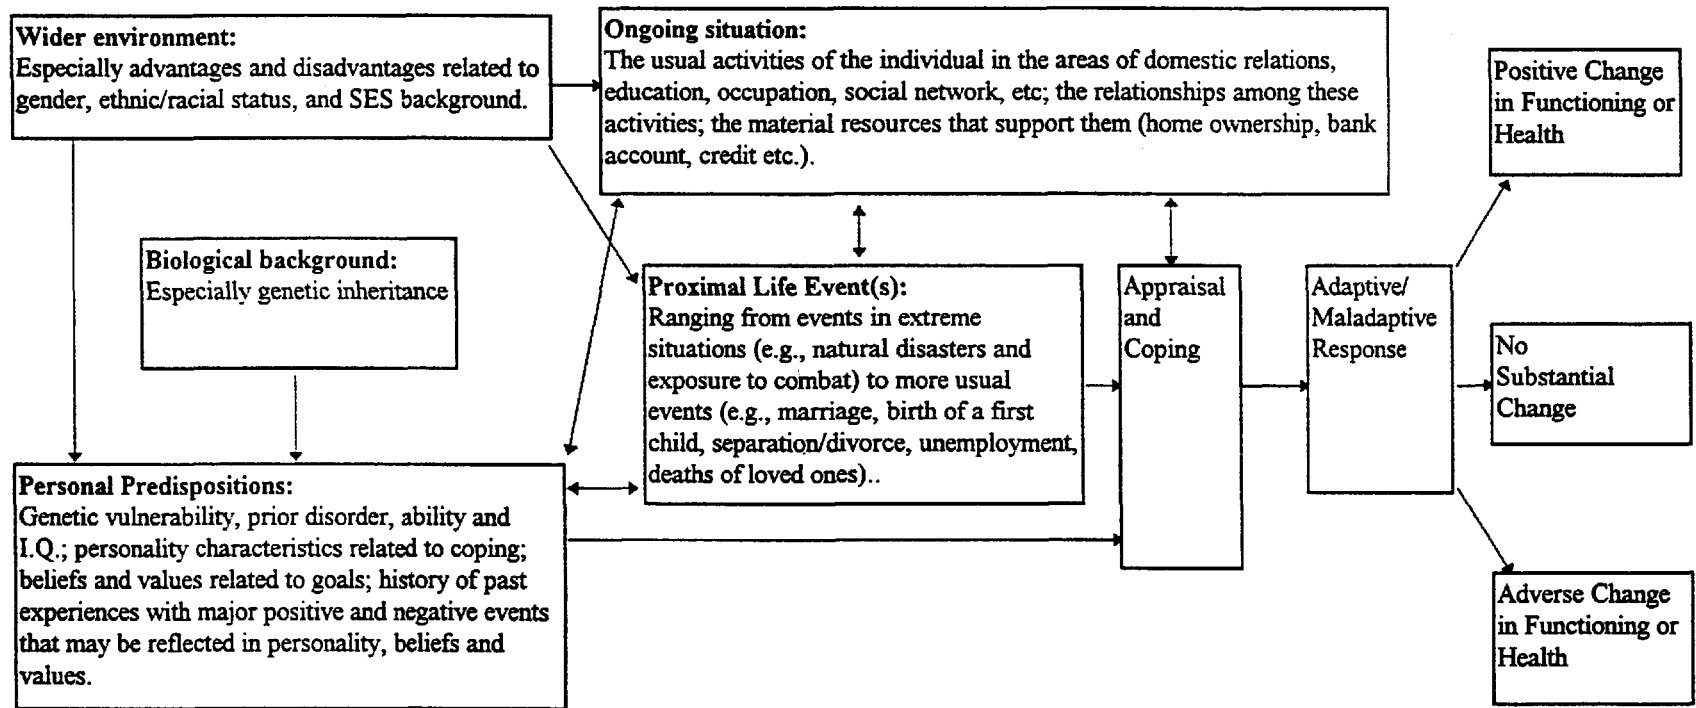 Wider environment:
Especially advantages and disadvantages related to
gender, ethnic/racial status, and SES background.
Ongoing situation:
The usual activities of the individual in the areas of domestic relations,
education, occupation, social network, etc; the relationships among these
activities; the material resources that support them (home ownership, bank
account, credit etc.).
Positive Change
in Functioning or
Health
Biological background:
Especially genetic inheritance
Proximal Life Event(s):
Ranging from events in extreme
situations (e.g., natural disasters and
exposure to combat) to more usual
events (e.g., marriage, birth of a first
child, separation/divorce, unemployment,
deaths of loved ones)..
Appraisal
and
Coping
Adaptive/
Maladaptive
Response
No
Substantial
Change
Personal Predispositions:
Genetic vulnerability, prior disorder, ability and
I.Q.; personality characteristics related to coping;
beliefs and values related to goals; history of past
experiences with major positive and negative events
that may be reflected in personality, beliefs and
values.
Adverse Change
in Functioning or
Health